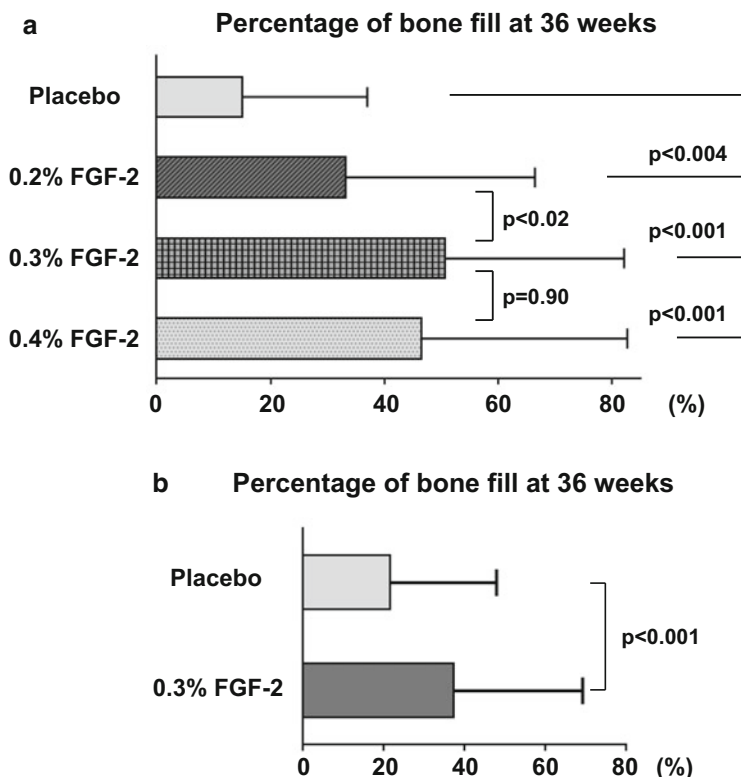 a Percentage of bone fill at 36 weeks
Placebo
0.2% FGF-2
p<0.004
p<0.02
0.3% FGF-2
p<0.001
p=0.90
0.4% FGF-2
p<0.001
0 20 40 60 80 (%)
b Percentage of bone fill at 36 weeks
Placebo
p<0.001
0.3% FGF-2
0 20 40 60 80 (%)